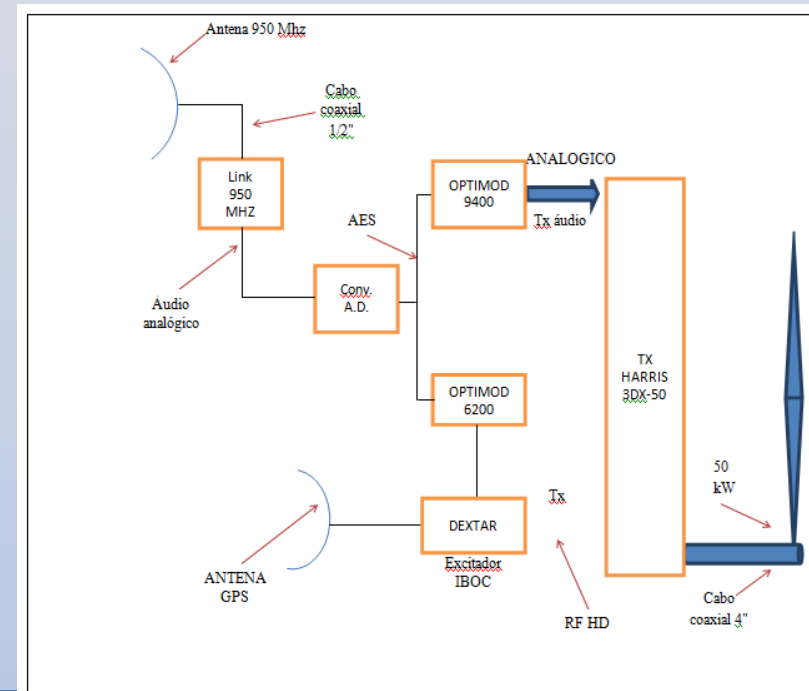 Antena 950 Mhz
Cabo
coaxial
1/2"
Link
950
MHZ
ANALOGICO
OPTIMOD
9400
Tx áudio
AES
Áudio
analógico
Conv.
A.D.
TX
HARRIS
3DX-50
OPTIMOD
6200
50
kW
Tx
DEXTAR
Excitador
IBOC
ANTENA
GPS
RF HD
Cabo
coaxial 4"